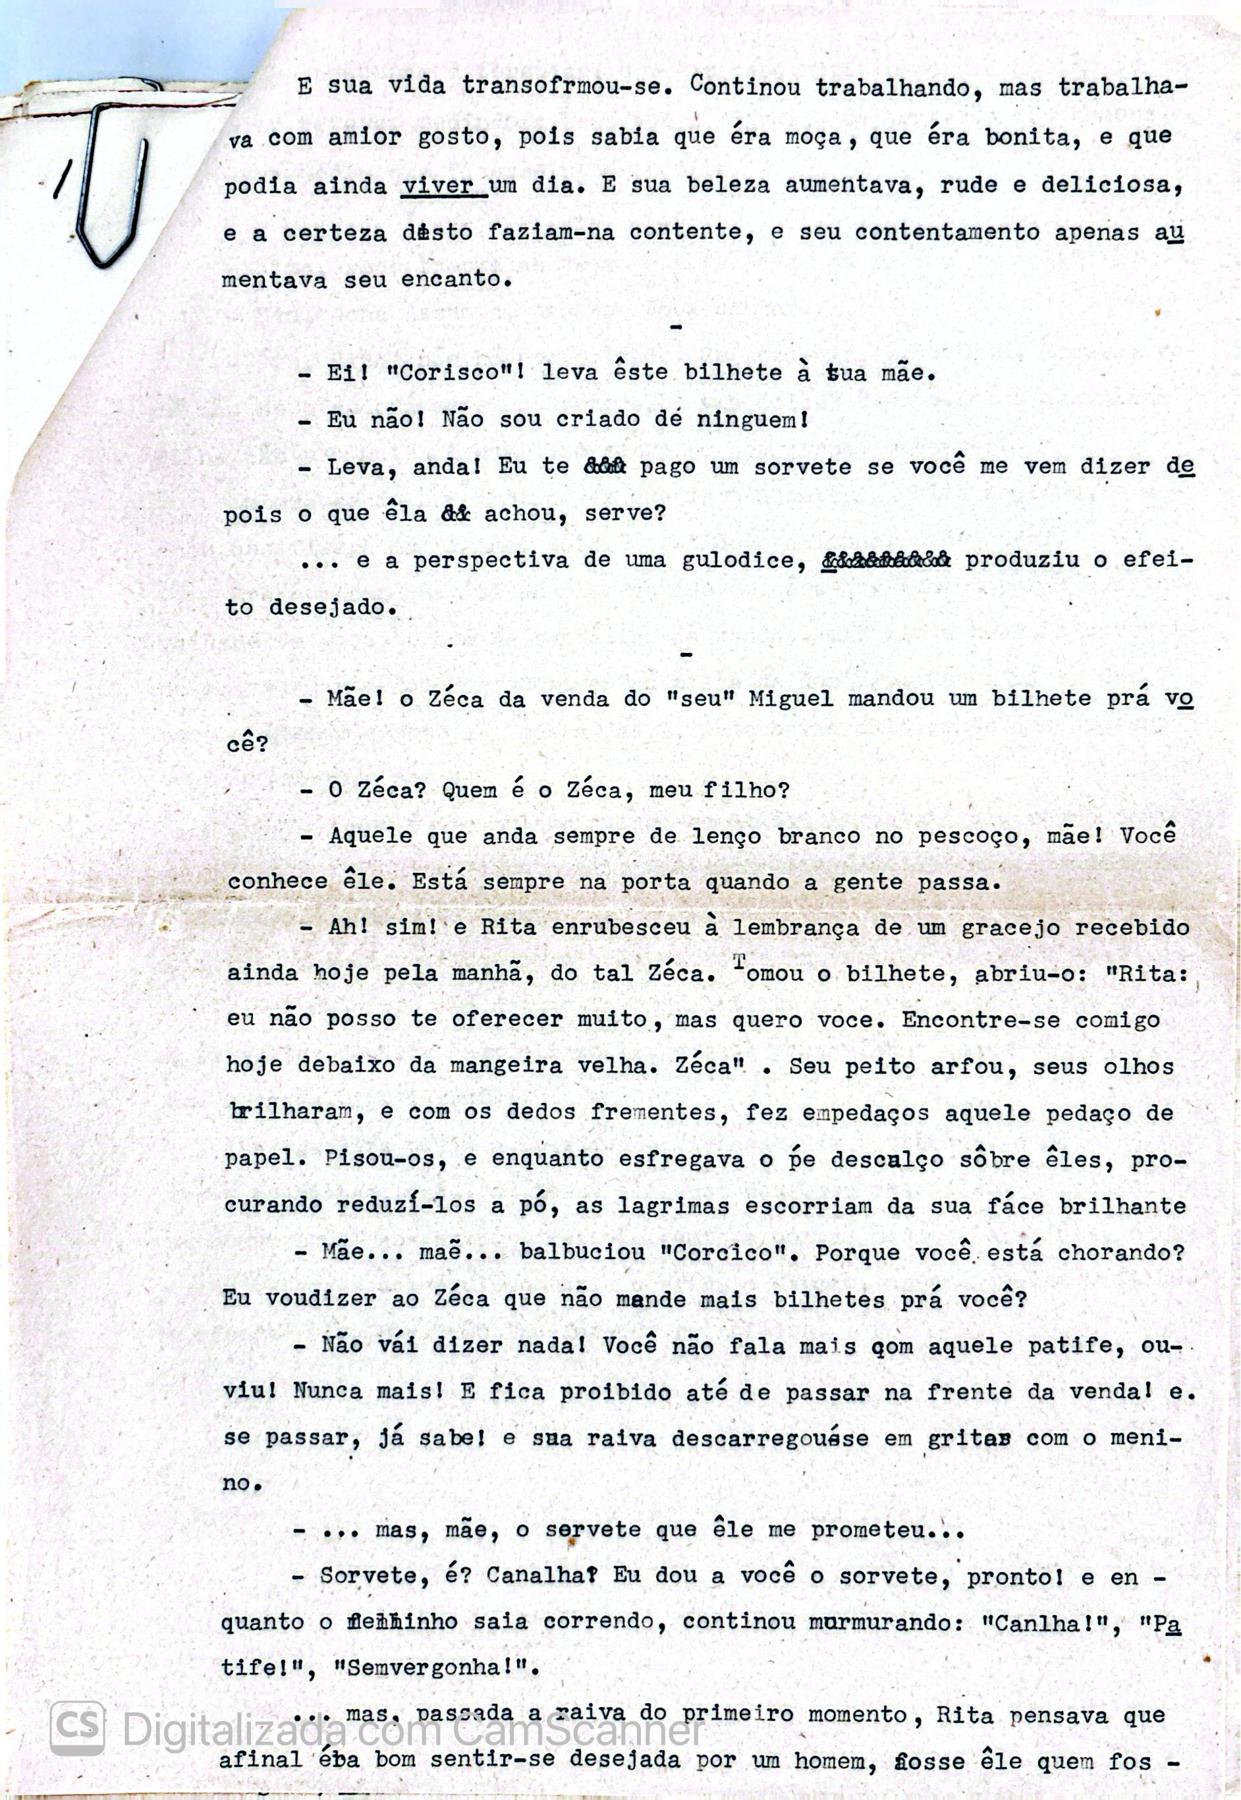 E sua vida transofrmou-se. Continou trabalhando, mas trabalha-
va com amior gosto, pois sabia que éra moça, que éra bonita, e que
podia ainda viver um dia. E sua beleza aumentava, rude e deliciosa,
e a certeza disto faziam-na contente, e seu contentamento apenas au
mentava seu encanto.
-
- Ei! "Corisco"! leva êste bilhete à tua mãe.
- Eu não! Não sou criado dé ninguem!
- Leva, anda! Eu te pago um sorvete se você me vem dizer de
pois o que êla achou, serve?
... e a perspectiva de uma gulodice, produziu o efei-
to desejado.
-
- Mãe! o Zéca da venda do "seu" Miguel mandou um bilhete prá vo
cê?
- O Zéca? Quem é o Zéca, meu filho?
- Aquele que anda sempre de lenço branco no pescoço, mãe! Você
conhece êle. Está sempre na porta quando a gente passa.
- Ah! sim! e Rita enrubesceu à lembrança de um gracejo recebido
ainda hoje pela manhã, do tal Zéca. Tomou o bilhete, abriu-o: "Rita:
eu não posso te oferecer muito, mas quero voce. Encontre-se comigo
hoje debaixo da mangeira velha. Zéca" . Seu peito arfou, seus olhos
brilharam, e com os dedos frementes, fez empedaços aquele pedaço de
papel. Pisou-os, e enquanto esfregava o ṕe descalço sôbre êles, pro-
curando reduzí-los a pó, as lagrimas escorriam da sua fáce brilhante
- Mãe... maẽ... balbuciou "Corcico". Porque você está chorando?
Eu voudizer ao Zéca que não mande mais bilhetes prá você?
- Não vái dizer nada! Você não fala mais qom aquele patife, ou-
viu! Nunca mais! E fica proibido até de passar na frente da venda! e
se passar, já sabe! e sua raiva descarregouse em gritas com o meni-
no.
- ... mas, mãe, o servete que êle me prometeu...
- Sorvete, é? Canalha? Eu dou a você o sorvete, pronto! e en -
quanto o saia correndo, continou murmurando: "Canlha!", "Pa
tife!", "Semvergonha!".
... mas, passada a raiva do primeiro momento, Rita pensava que
afinal éra bom sentir-se desejada por um homem, fosse êle quem fos -
CS Digitalizada com CamScanner